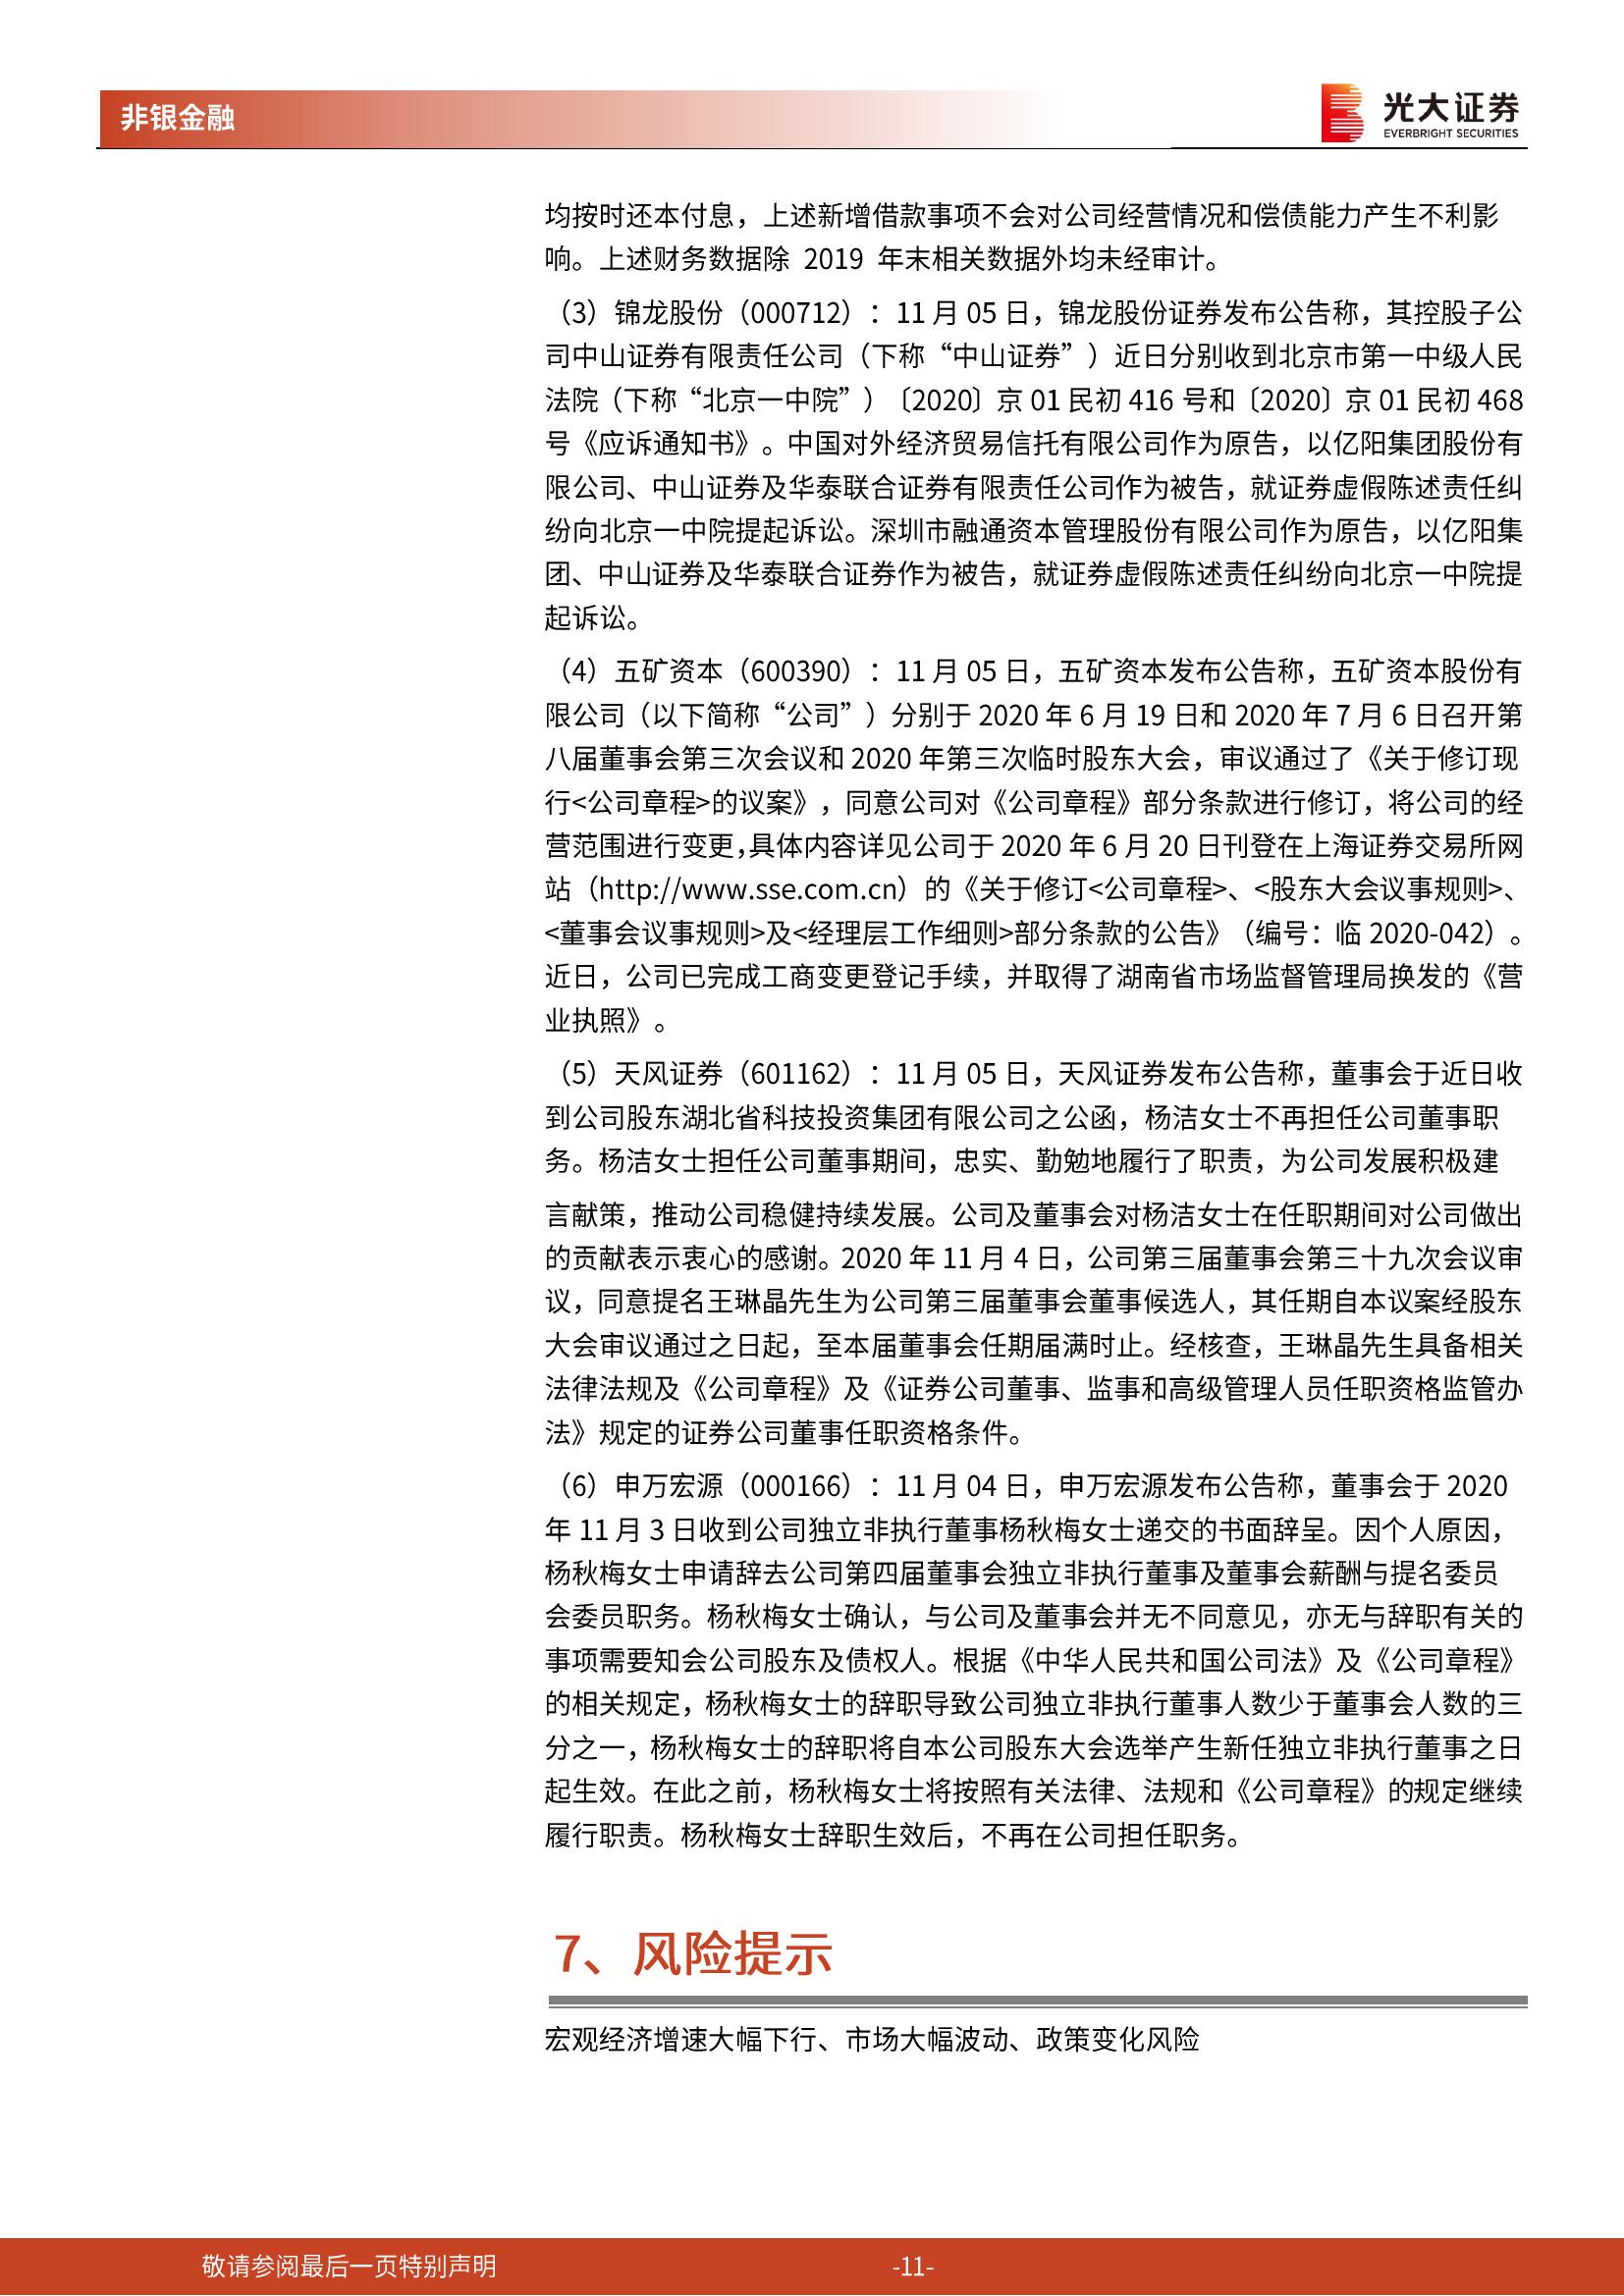 非银金融
光大证券
EVERBRIGHT SECURITIES
均按时还本付息，上述新增借款事项不会对公司经营情况和偿债能力产生不利影
响。上述财务数据除 2019 年末相关数据外均未经审计。
（3）锦龙股份（000712）：11 月 05 日，锦龙股份证券发布公告称，其控股子公
司中山证券有限责任公司（下称“中山证券”）近日分别收到北京市第一中级人民
法院（下称“北京一中院”）〔2020〕京 01 民初 416 号和〔2020〕京 01 民初 468
号《应诉通知书》。中国对外经济贸易信托有限公司作为原告，以亿阳集团股份有
限公司、中山证券及华泰联合证券有限责任公司作为被告，就证券虚假陈述责任纠
纷向北京一中院提起诉讼。深圳市融通资本管理股份有限公司作为原告，以亿阳集
团、中山证券及华泰联合证券作为被告，就证券虚假陈述责任纠纷向北京一中院提
起诉讼。
（4）五矿资本（600390）：11 月 05 日，五矿资本发布公告称，五矿资本股份有
限公司（以下简称“公司”）分别于 2020 年 6 月 19 日和 2020 年 7 月 6 日召开第
八届董事会第三次会议和 2020 年第三次临时股东大会，审议通过了《关于修订现
行<公司章程>的议案》，同意公司对《公司章程》部分条款进行修订，将公司的经
营范围进行变更，具体内容详见公司于 2020 年 6 月 20 日刊登在上海证券交易所网
站（http://www.sse.com.cn）的《关于修订<公司章程>、<股东大会议事规则>、
<董事会议事规则>及<经理层工作细则>部分条款的公告》（编号：临 2020-042）。
近日，公司已完成工商变更登记手续，并取得了湖南省市场监督管理局换发的《营
业执照》。
（5）天风证券（601162）：11 月 05 日，天风证券发布公告称，董事会于近日收
到公司股东湖北省科技投资集团有限公司之公函，杨洁女士不再担任公司董事职
务。杨洁女士担任公司董事期间，忠实、勤勉地履行了职责，为公司发展积极建
言献策，推动公司稳健持续发展。公司及董事会对杨洁女士在任职期间对公司做出
的贡献表示衷心的感谢。2020 年 11 月 4 日，公司第三届董事会第三十九次会议审
议，同意提名王琳晶先生为公司第三届董事会董事候选人，其任期自本议案经股东
大会审议通过之日起，至本届董事会任期届满时止。经核查，王琳晶先生具备相关
法律法规及《公司章程》及《证券公司董事、监事和高级管理人员任职资格监管办
法》规定的证券公司董事任职资格条件。
（6）申万宏源（000166）：11 月 04 日，申万宏源发布公告称，董事会于 2020
年 11 月 3 日收到公司独立非执行董事杨秋梅女士递交的书面辞呈。因个人原因，
杨秋梅女士申请辞去公司第四届董事会独立非执行董事及董事会薪酬与提名委员
会委员职务。杨秋梅女士确认，与公司及董事会并无不同意见，亦无与辞职有关的
事项需要知会公司股东及债权人。根据《中华人民共和国公司法》及《公司章程》
的相关规定，杨秋梅女士的辞职导致公司独立非执行董事人数少于董事会人数的三
分之一，杨秋梅女士的辞职将自本公司股东大会选举产生新任独立非执行董事之日
起生效。在此之前，杨秋梅女士将按照有关法律、法规和《公司章程》的规定继续
履行职责。杨秋梅女士辞职生效后，不再在公司担任职务。
7、风险提示
宏观经济增速大幅下行、市场大幅波动、政策变化风险
敬请参阅最后一页特别声明
-11-